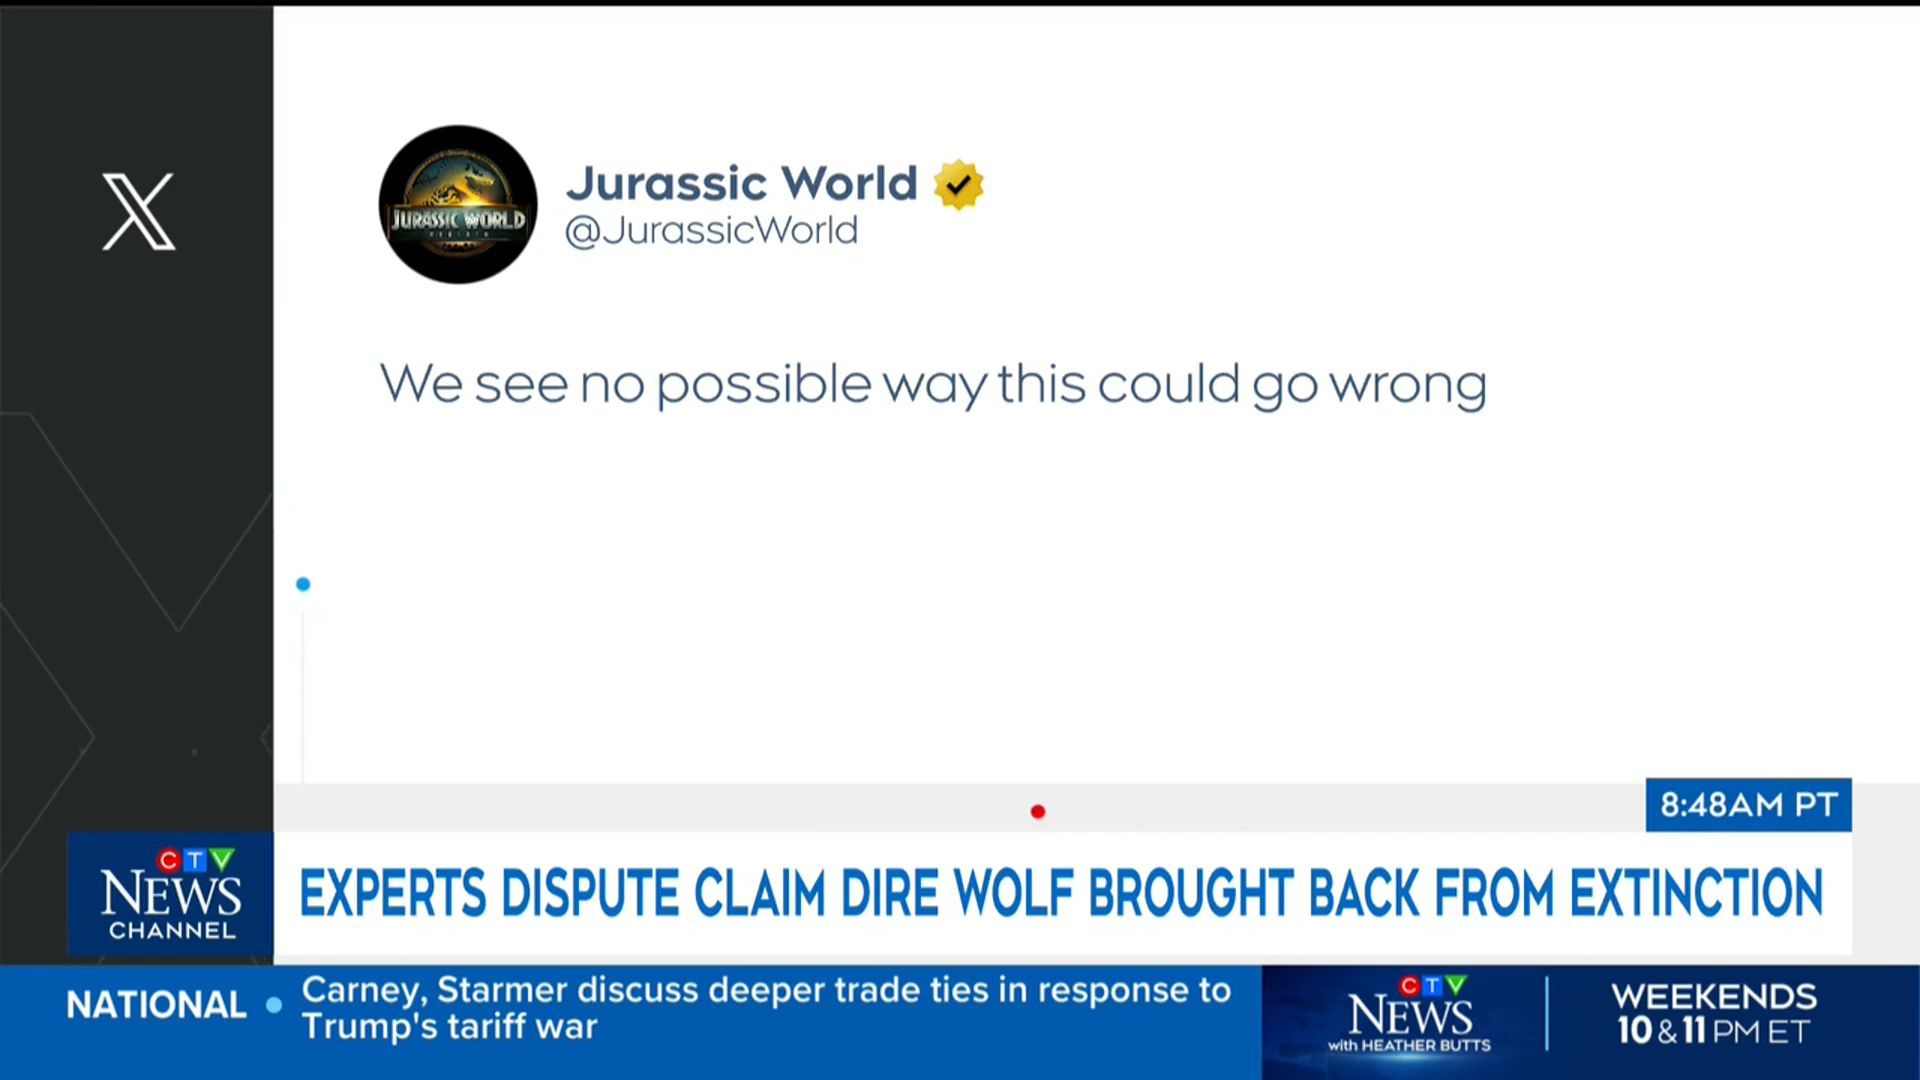 X
JURASSIC WORLD
REBIRTH
Jurassic World
@JurassicWorld
We see no possible way this could go wrong
8:48AM PT
CTV
NEWS
CHANNEL
EXPERTS DISPUTE CLAIM DIRE WOLF BROUGHT BACK FROM EXTINCTION
NATIONAL • Carney, Starmer discuss deeper trade ties in response to
Trump's tariff war
CTV
NEWS
with HEATHER BUTTS
WEEKENDS
10 & 11 PM ET